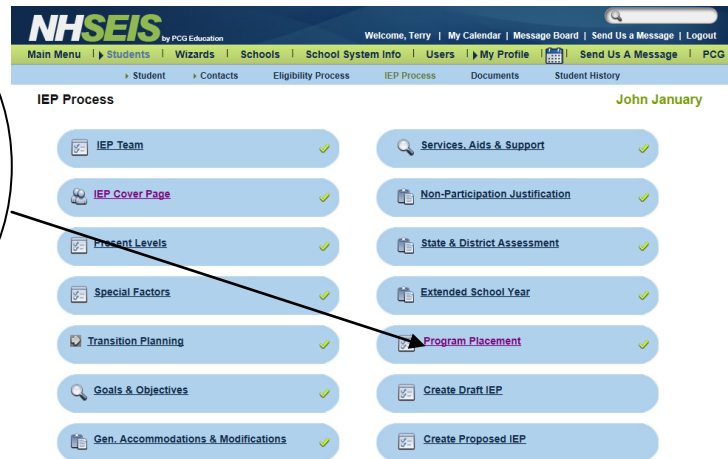 NHSEIS by PCG Education
Welcome, Terry | My Calendar | Message Board | Send Us a Message | Logout
Main Menu | Students | Wizards | Schools | School System Info | Users | My Profile | | Send Us A Message | PCG
Student Contacts Eligibility Process IEP Process Documents Student History
IEP Process John January
IEP Team Services, Aids & Support
IEP Cover Page Non-Participation Justification
Present Levels State & District Assessment
Special Factors Extended School Year
Transition Planning Program Placement
Goals & Objectives Create Draft IEP
Gen. Accommodations & Modifications Create Proposed IEP